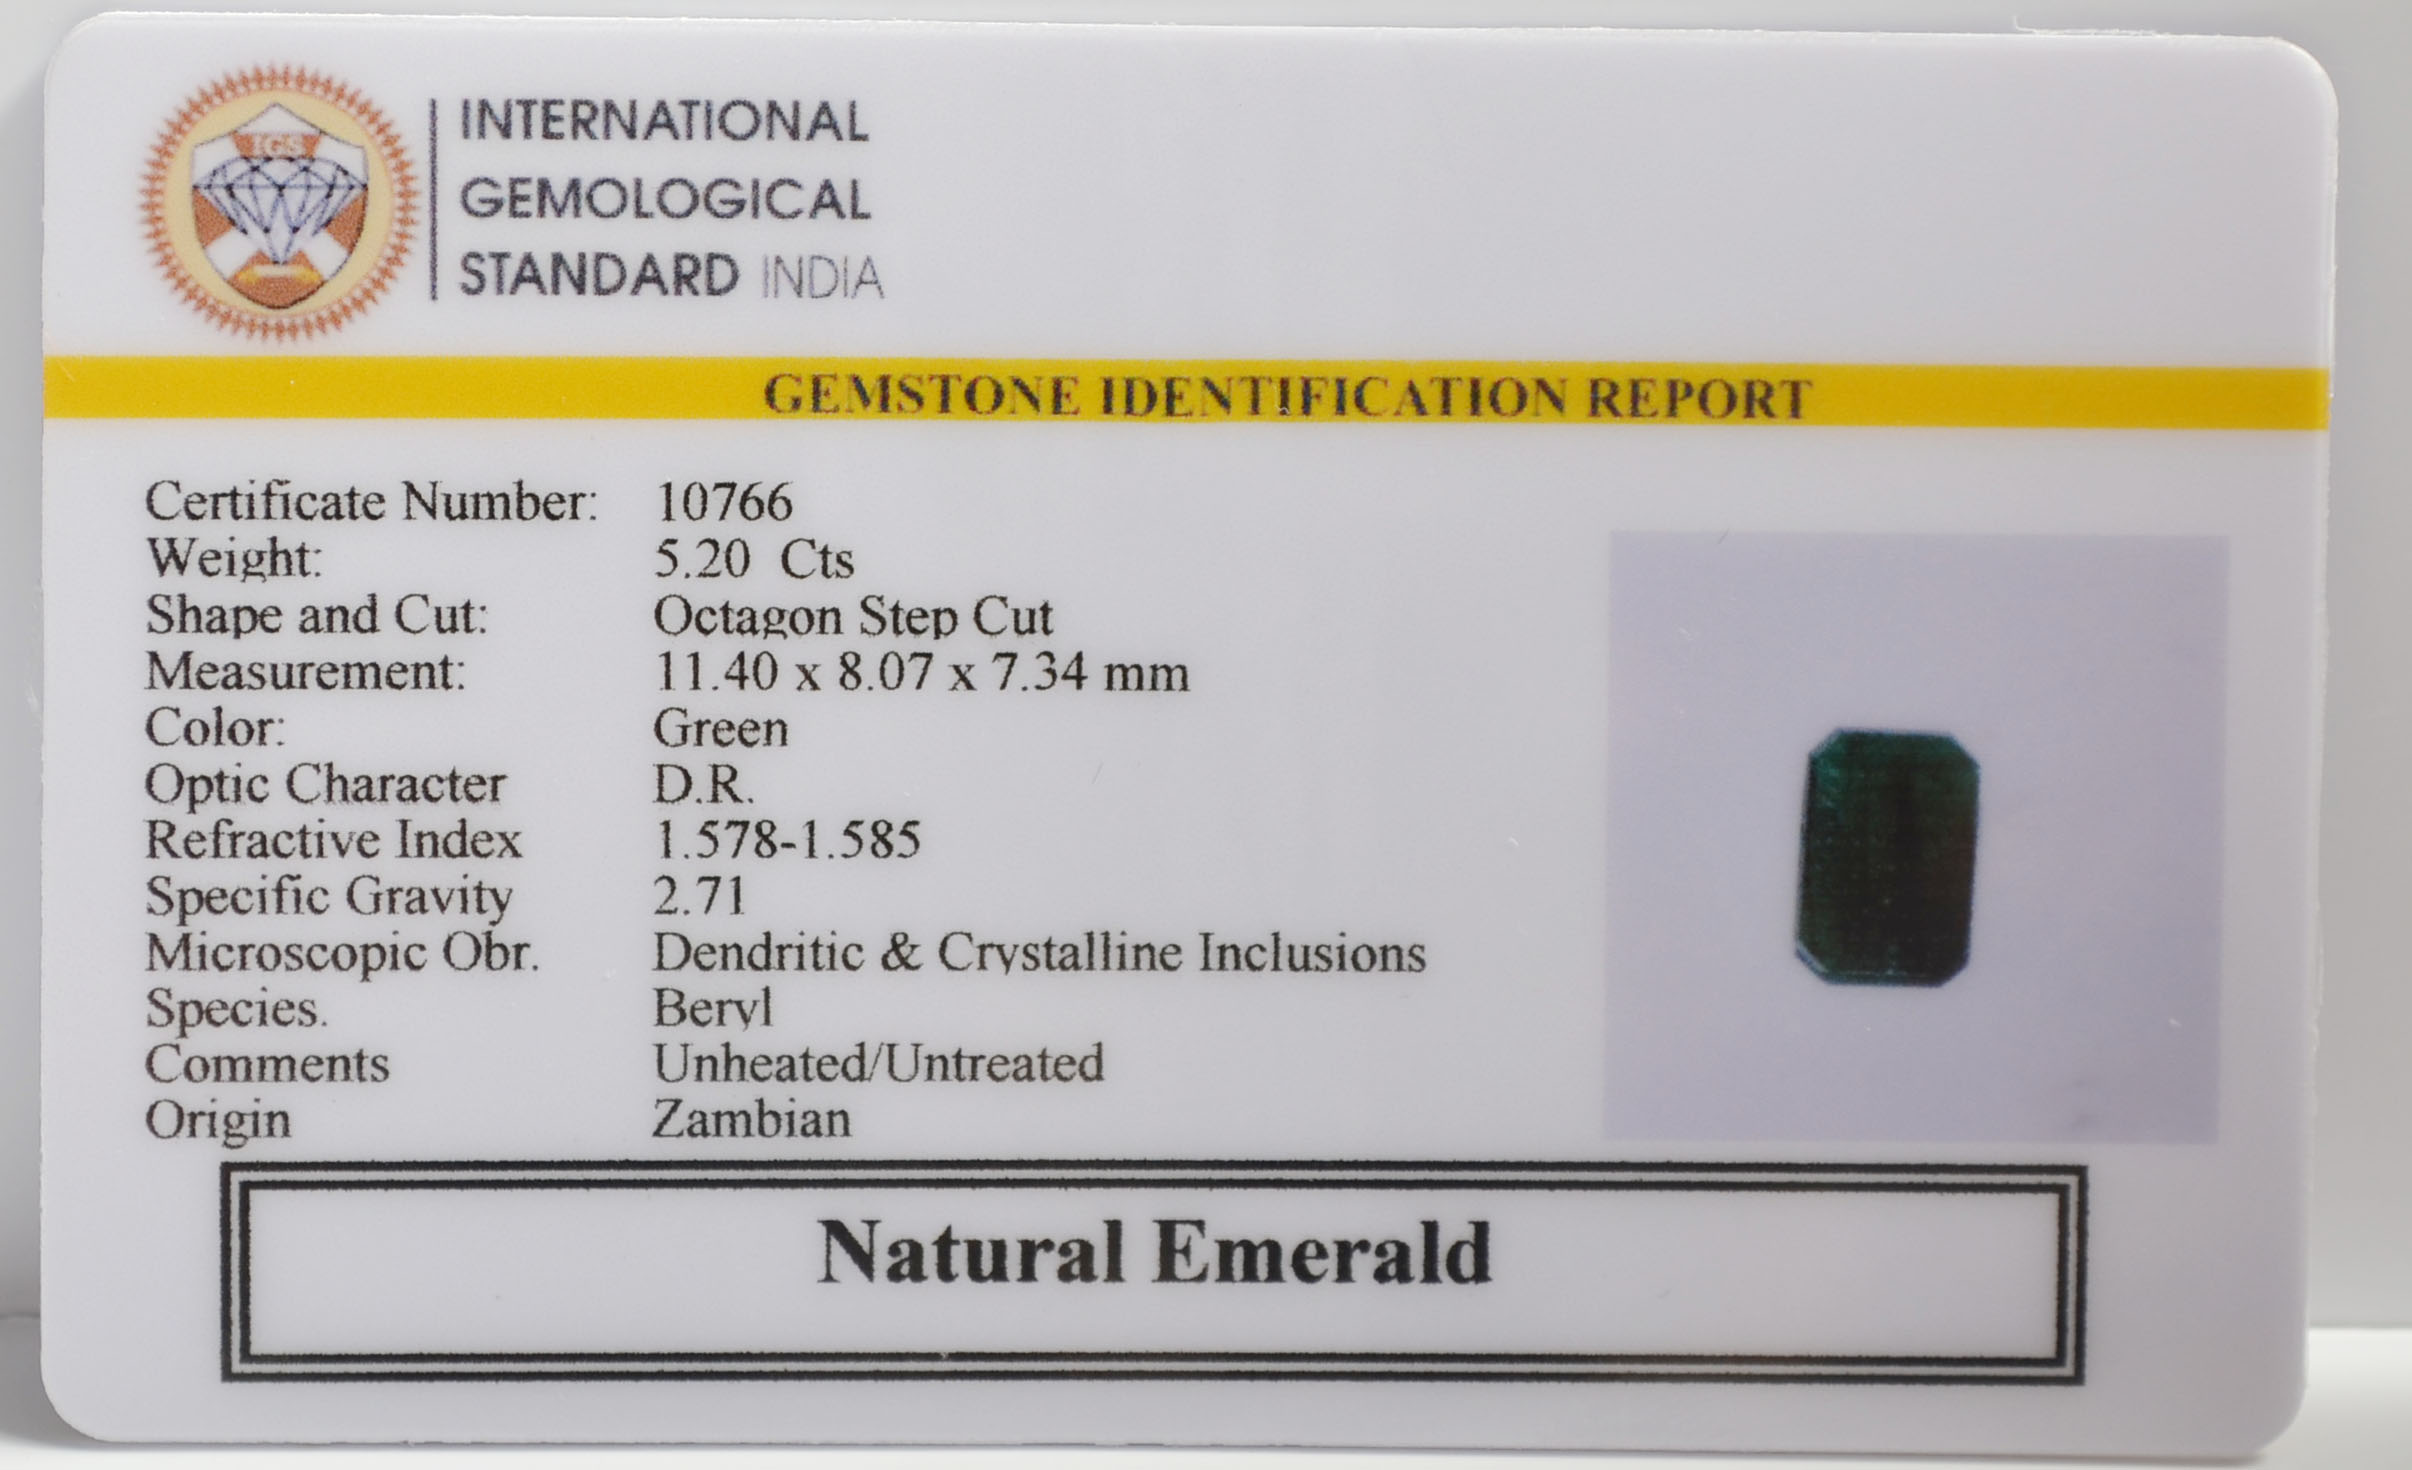 IGS
INTERNATIONAL
GEMOLOGICAL
STANDARD INDIA
GEMSTONE IDENTIFICATION REPORT
Certificate Number: 10766
Weight: 5.20 Cts
Shape and Cut: Octagon Step Cut
Measurement: 11.40 x 8.07 x 7.34 mm
Color: Green
Optic Character D.R.
Refractive Index 1.578-1.585
Specific Gravity 2.71
Microscopic Obr. Dendritic & Crystalline Inclusions
Species. Beryl
Comments Unheated/Untreated
Origin Zambian
Natural Emerald